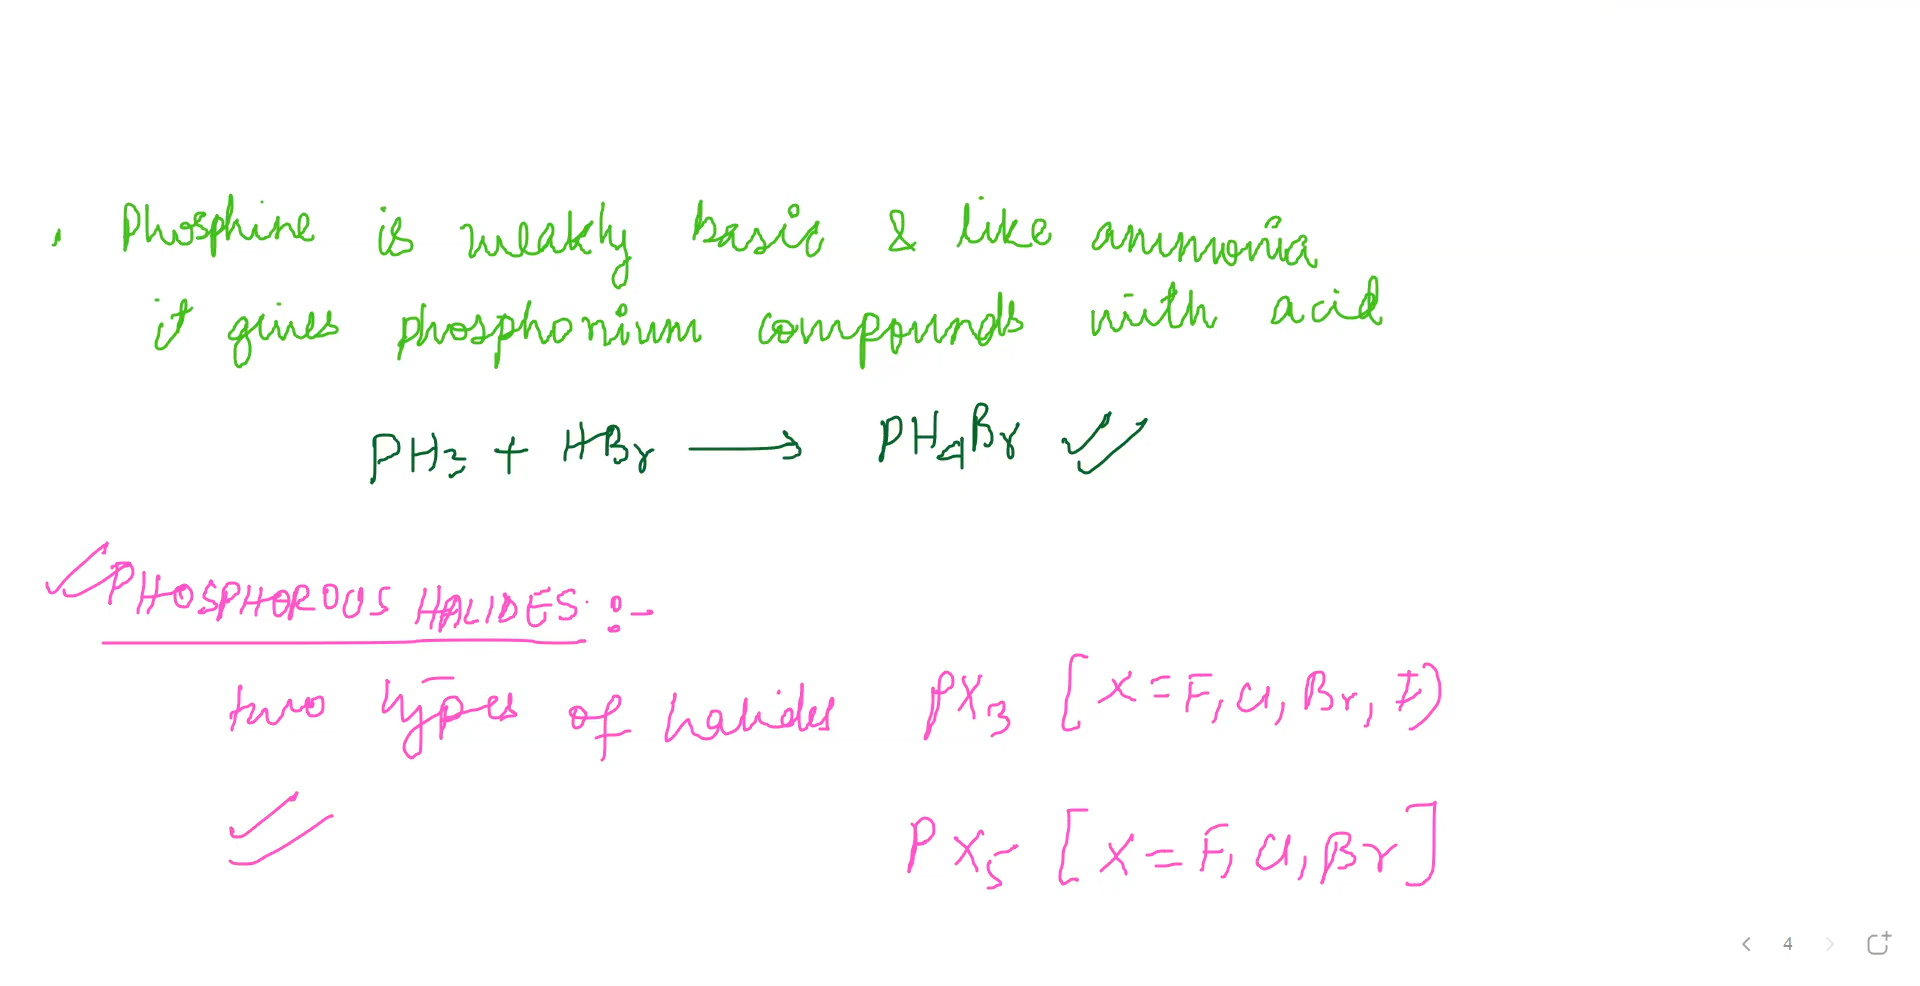 . Phosphine is weakly basic & like ammonia
it gives phosphonium compounds with acid
PH₃ + HBr ⟶ PH₄Br ✓✓
✓ PHOSPHOROUS HALIDES :-
two types of halides PX₃ [X=F, Cl, Br, I)
✓✓
PX₅ [X=F, Cl, Br]
< 4 >